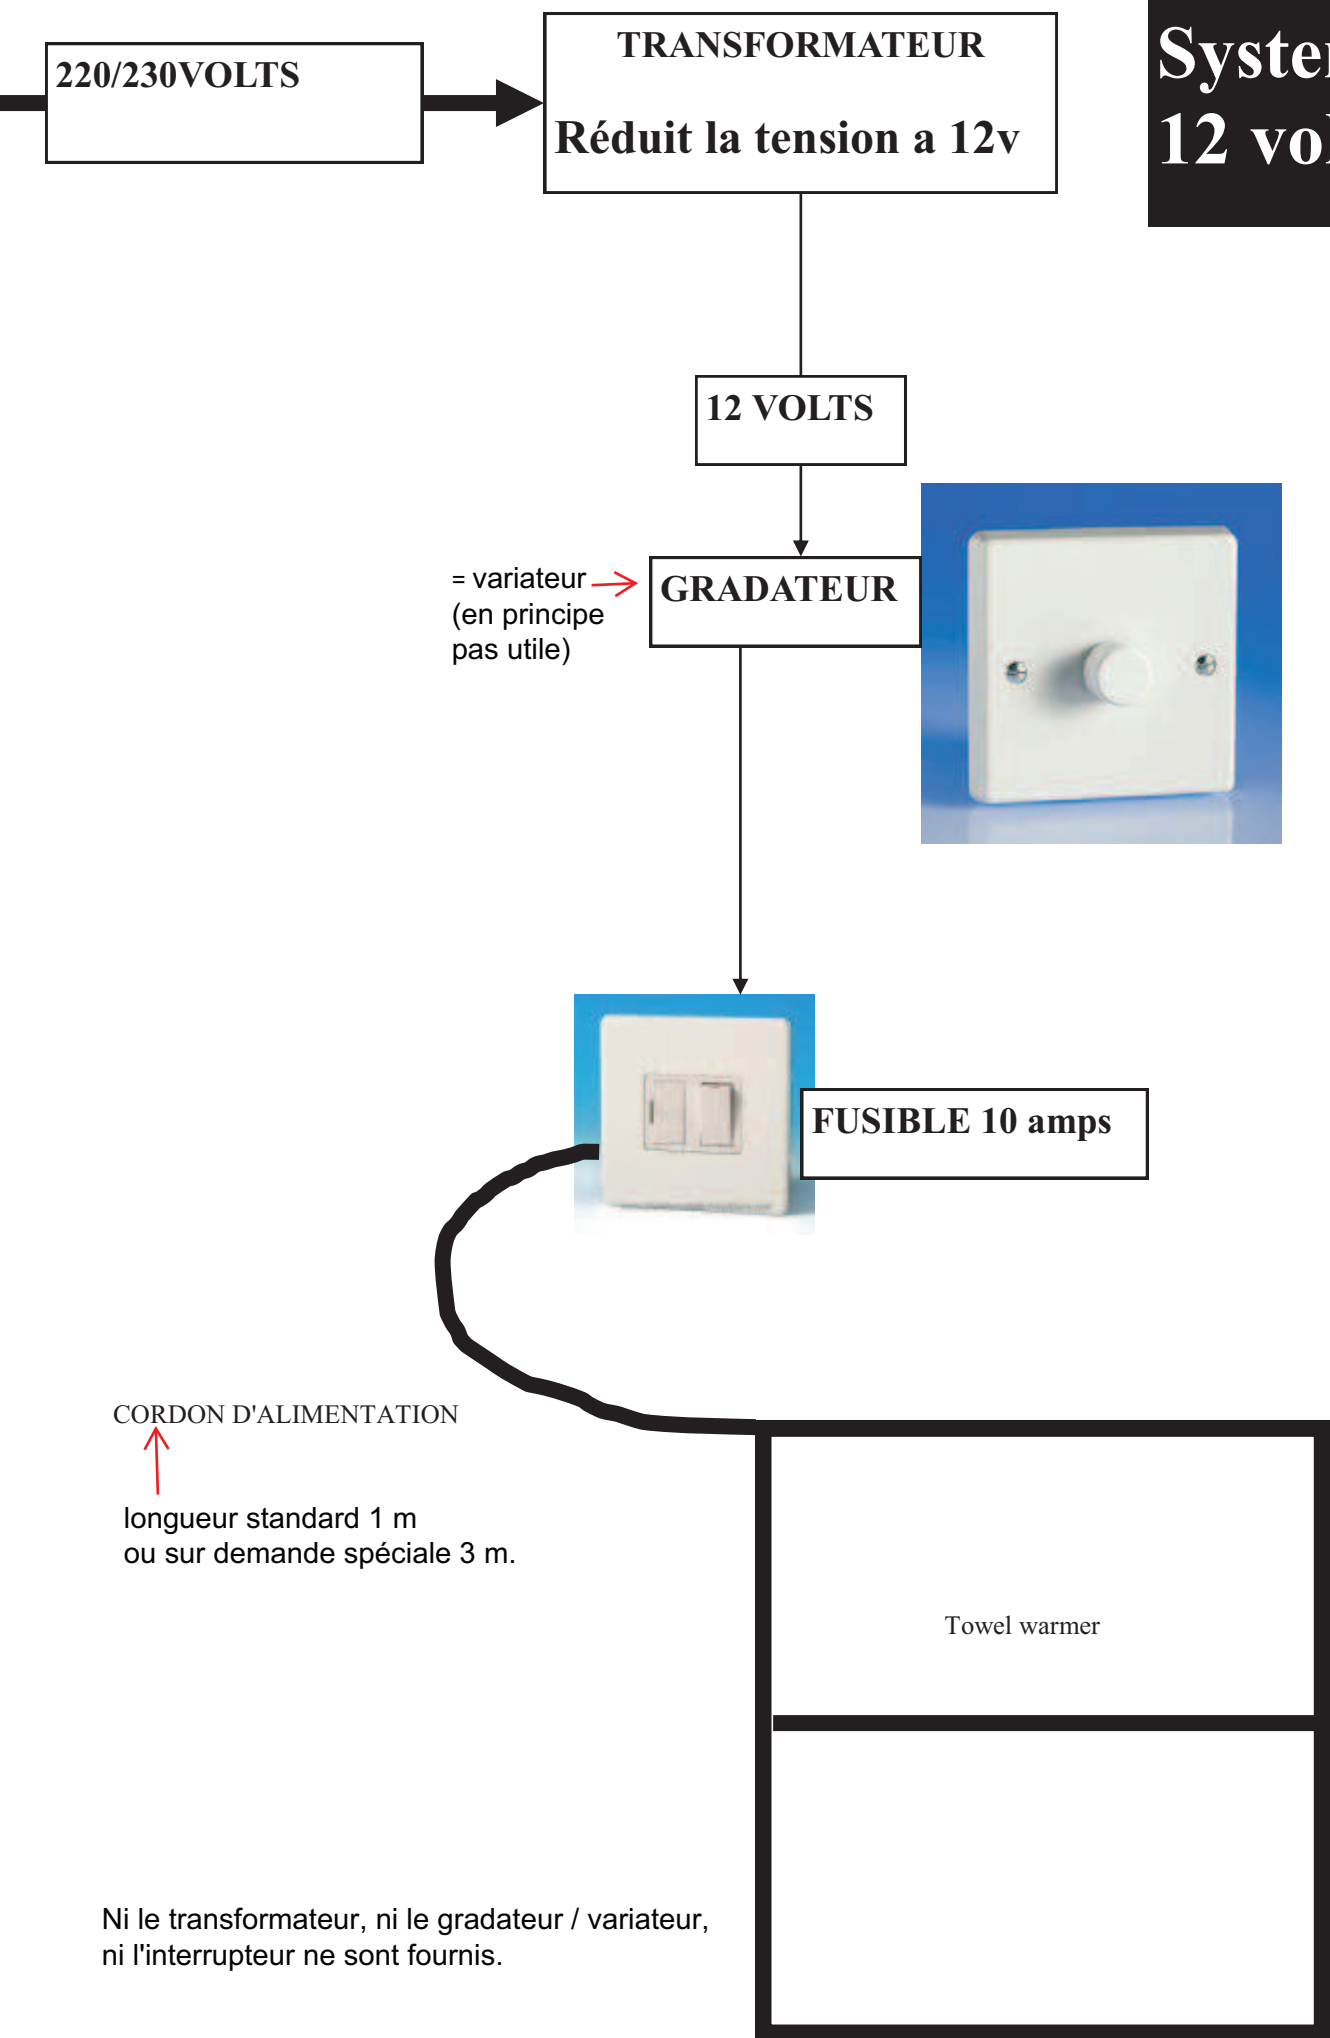 220/230VOLTS
TRANSFORMATEUR
Réduit la tension a 12v
12 VOLTS
= variateur
(en principe
pas utile)
GRADATEUR
FUSIBLE 10 amps
CORDON D'ALIMENTATION
longueur standard 1 m
ou sur demande spéciale 3 m.
Towel warmer
Ni le transformateur, ni le gradateur / variateur,
ni l'interrupteur ne sont fournis.
12